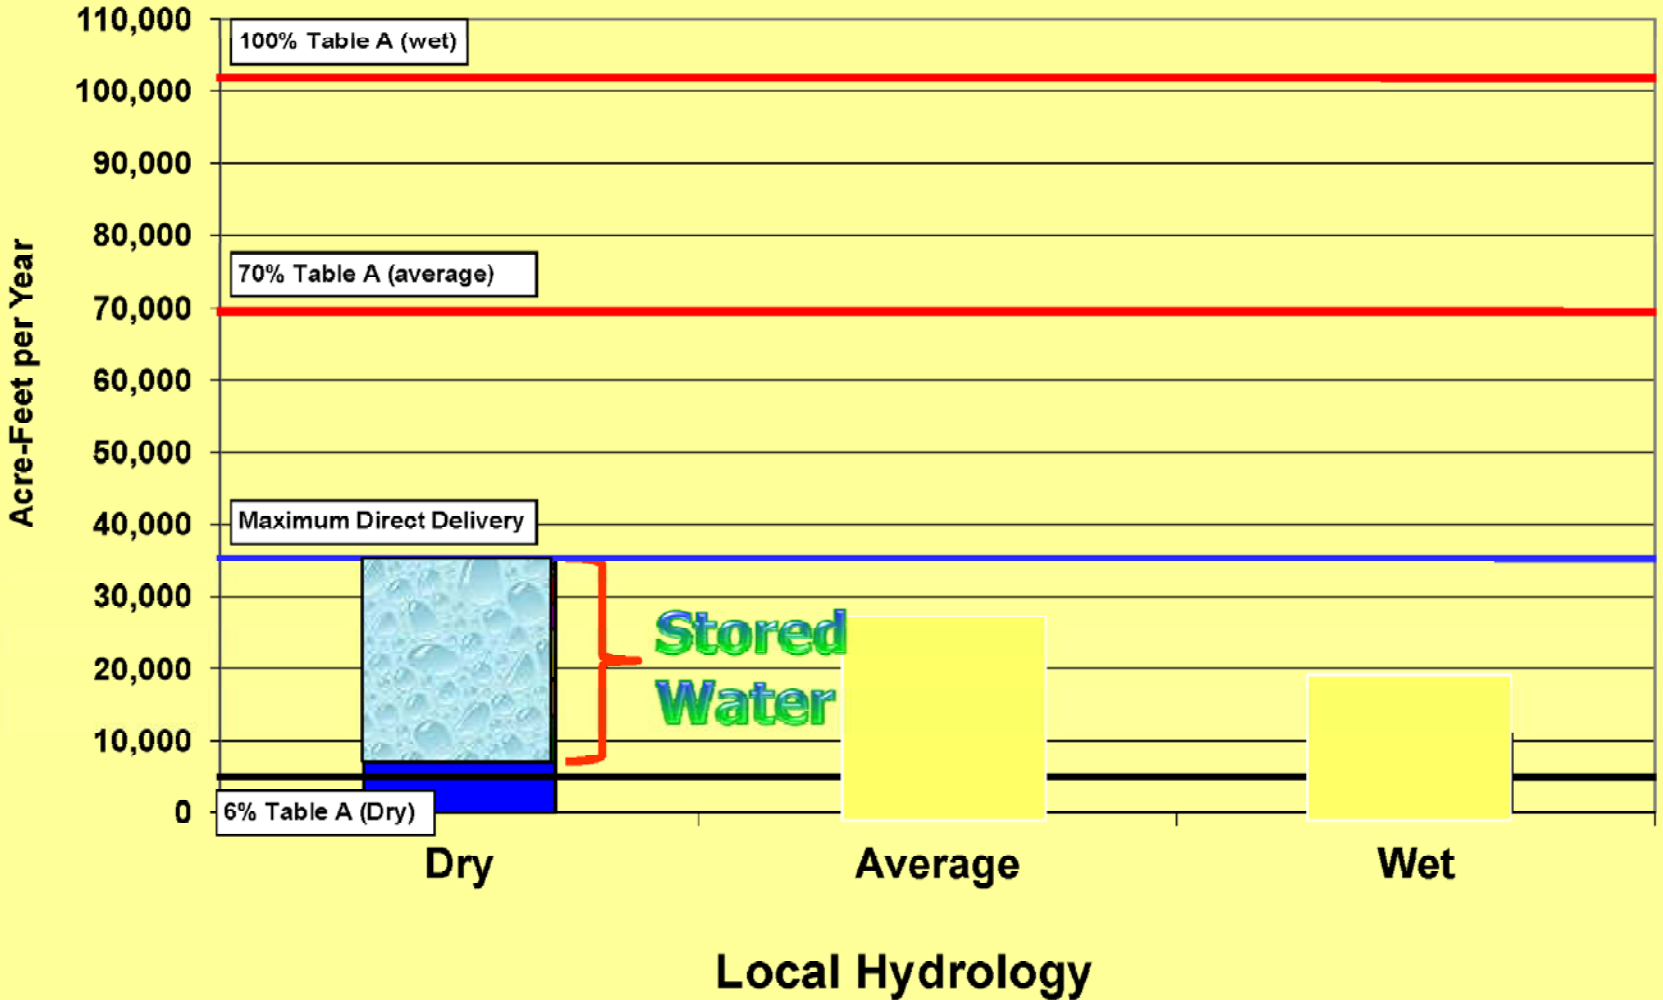 110,000
100% Table A (wet)
100,000
90,000
80,000
70% Table A (average)
70,000
60,000
50,000
Maximum Direct Delivery
40,000
30,000
Stored
Water
20,000
10,000
0
6% Table A (Dry)
Acre-Feet per Year
Dry
Average
Wet
Local Hydrology